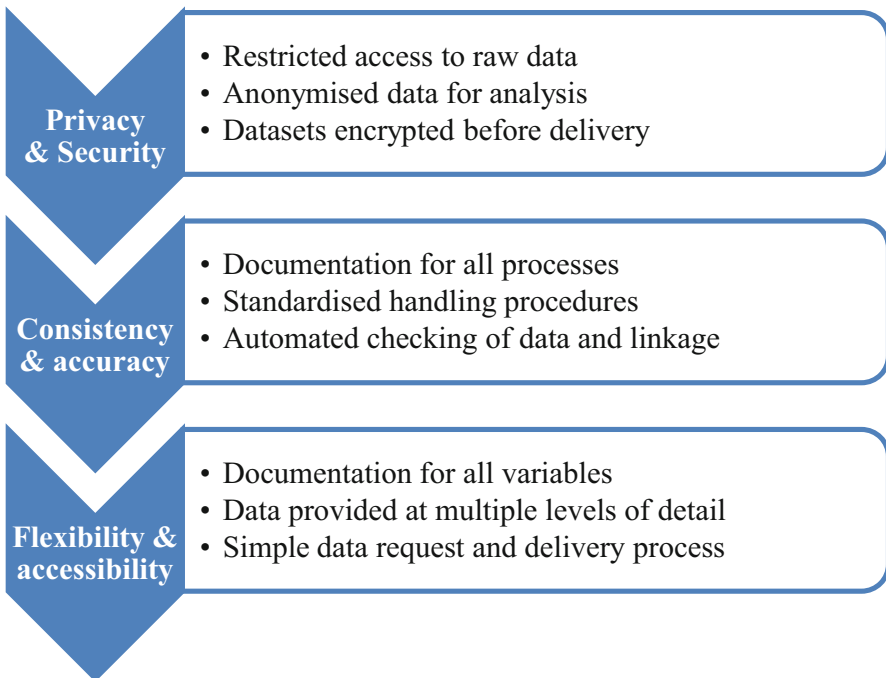 Privacy
& Security
• Restricted access to raw data
• Anonymised data for analysis
• Datasets encrypted before delivery
Consistency
& accuracy
• Documentation for all processes
• Standardised handling procedures
• Automated checking of data and linkage
Flexibility &
accessibility
• Documentation for all variables
• Data provided at multiple levels of detail
• Simple data request and delivery process